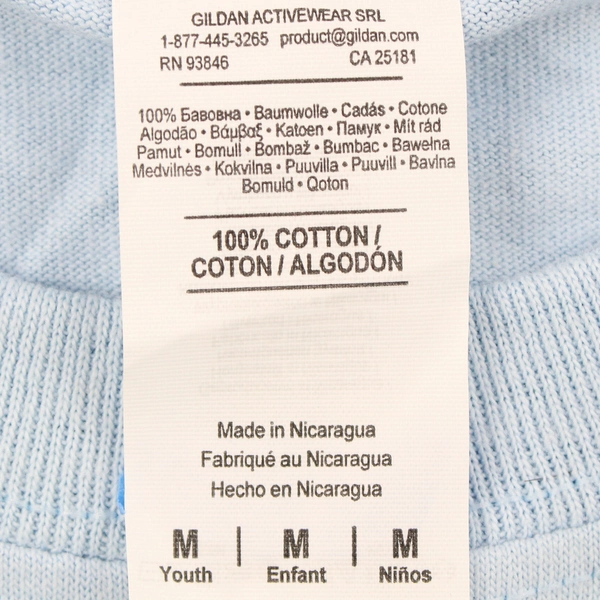 GILDAN ACTIVEWEAR SRL
1-877-445-3265 product@gildan.com
RN 93846 CA 25181
100% Бавовна • Baumwolle • Cadás • Cotone
Algodão • Βάμβαξ • Katoen • Памук • Mit rád
Pamut • Bomull • Bombaž • Bumbac • Bawełna
Medvilnės • Kokvilna • Puuvilla • Puuvill • Bavlna
Bomuld • Qoton
100% COTTON /
COTON / ALGODÓN
Made in Nicaragua
Fabriqué au Nicaragua
Hecho en Nicaragua
M | M | M
Youth Enfant Niños